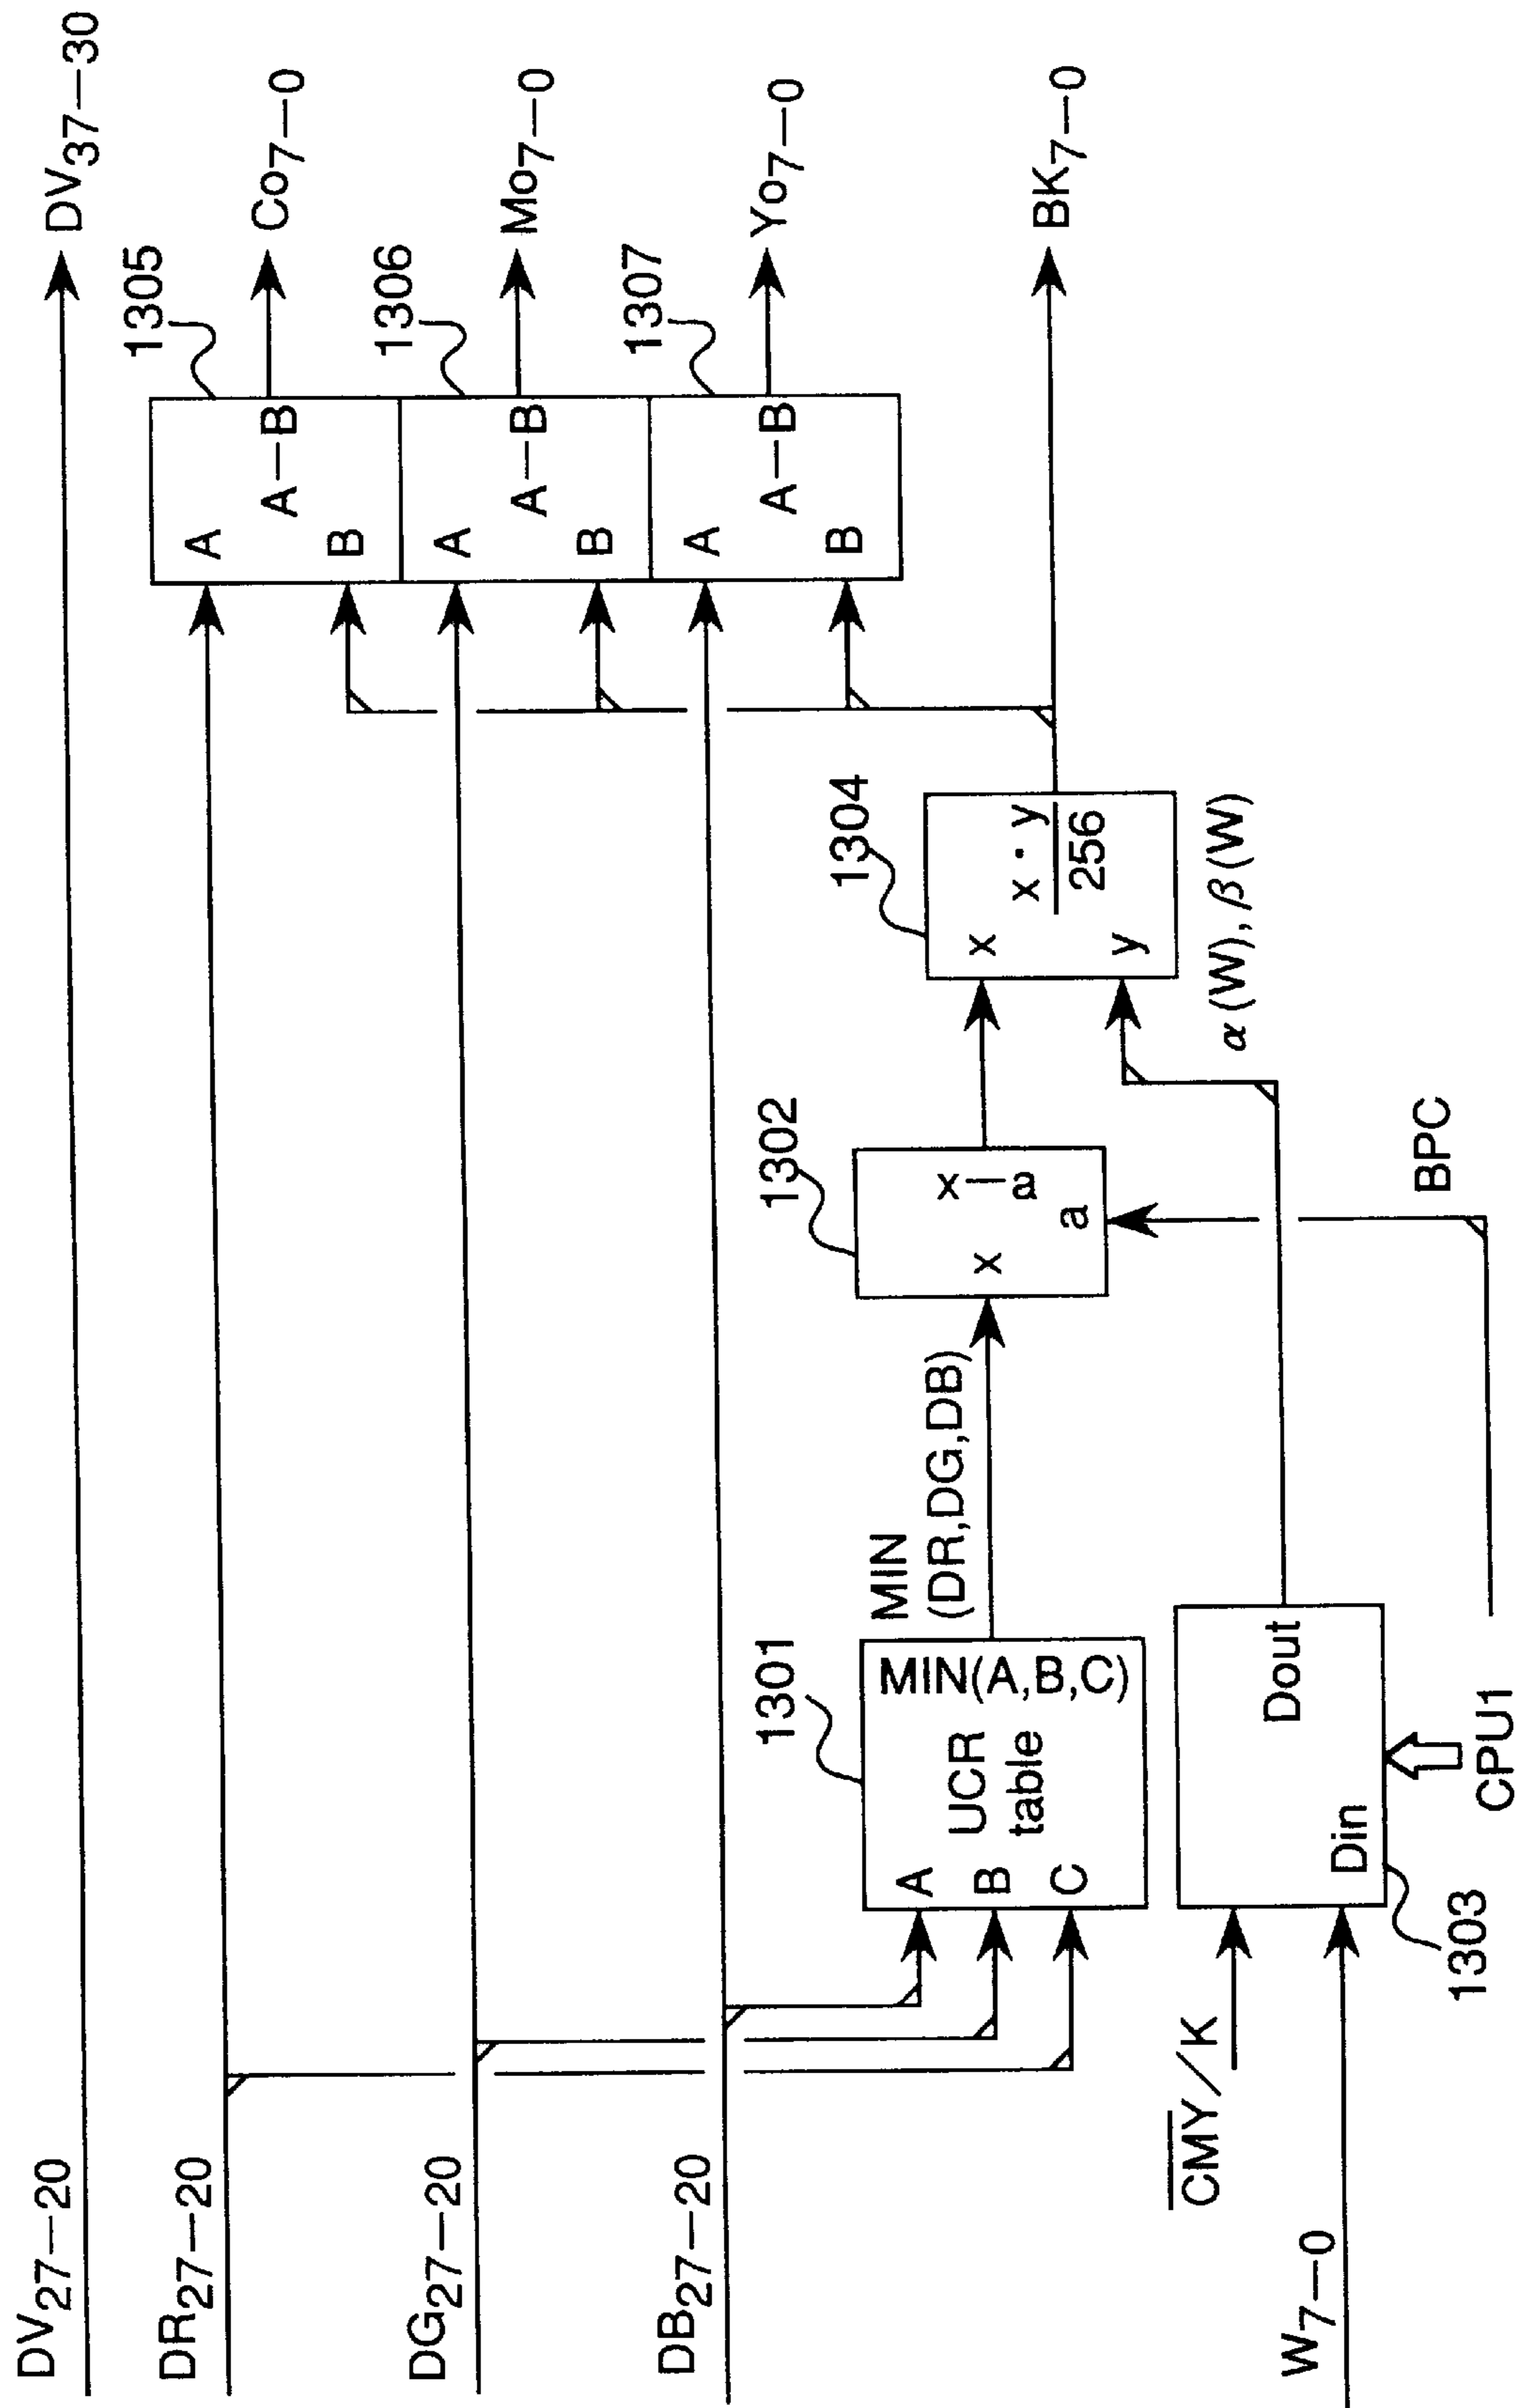 DV27—20
DV37—30
DR27—20
1305
A
A—B
B
Co7—0
DG27—20
1306
A
A—B
B
Mo7—0
DB27—20
1307
A
A—B
B
Yo7—0
1301
A
B
C
UCR
table
MIN(A,B,C)
MIN
(DR,DG,DB)
1302
x
x—a
a
1304
x
y
x · y
256
BK7—0
α (W), β (W)
CMY/K
W7—0
1303
Din
Dout
CPU1
BPC